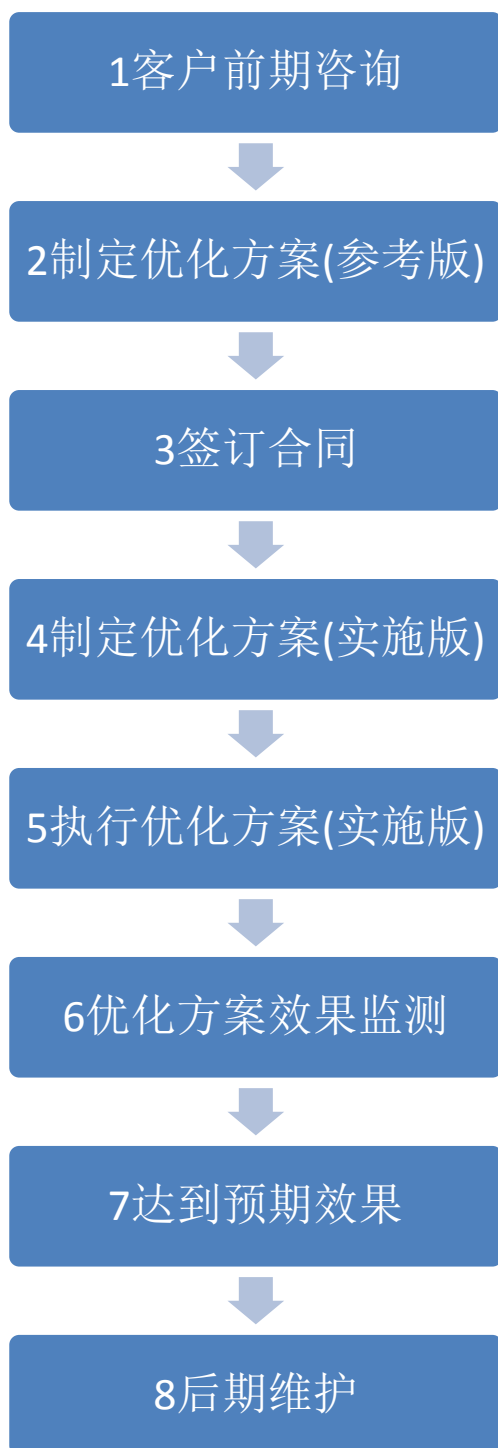 1客户前期咨询
2制定优化方案(参考版)
3签订合同
4制定优化方案(实施版)
5执行优化方案(实施版)
6优化方案效果监测
7达到预期效果
8后期维护